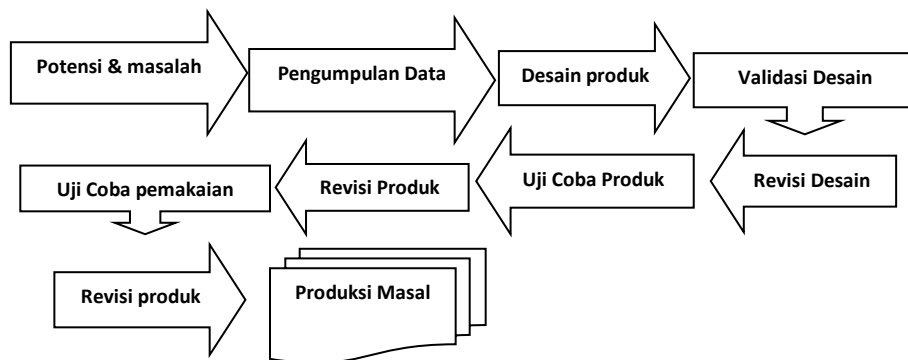 Potensi & masalah
Pengumpulan Data
Desain produk
Validasi Desain
Revisi Desain
Uji Coba Produk
Revisi Produk
Uji Coba pemakaian
Revisi produk
Produksi Masal